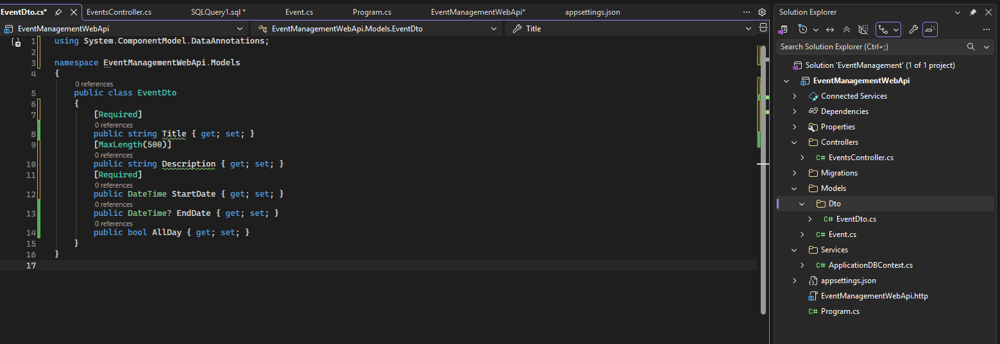 EventDto.cs* EventsController.cs SQLQuery1.sql * Event.cs Program.cs EventManagementWebApi* appsettings.json
EventManagementWebApi EventManagementWebApi.Models.EventDto Title
1 using System.ComponentModel.DataAnnotations;
2
3 namespace EventManagementWebApi.Models
4 {
0 references
5 public class EventDto
6 {
7 [Required]
0 references
8 public string Title { get; set; }
9 [MaxLength(500)]
0 references
10 public string Description { get; set; }
11 [Required]
0 references
12 public DateTime StartDate { get; set; }
0 references
13 public DateTime? EndDate { get; set; }
0 references
14 public bool AllDay { get; set; }
15 }
16 }
17
Solution Explorer
Search Solution Explorer (Ctrl+;)
Solution 'EventManagement' (1 of 1 project)
EventManagementWebApi
Connected Services
Dependencies
Properties
Controllers
C# EventsController.cs
Migrations
Models
Dto
C# EventDto.cs
C# Event.cs
Services
C# ApplicationDBContext.cs
appsettings.json
EventManagementWebApi.http
C# Program.cs